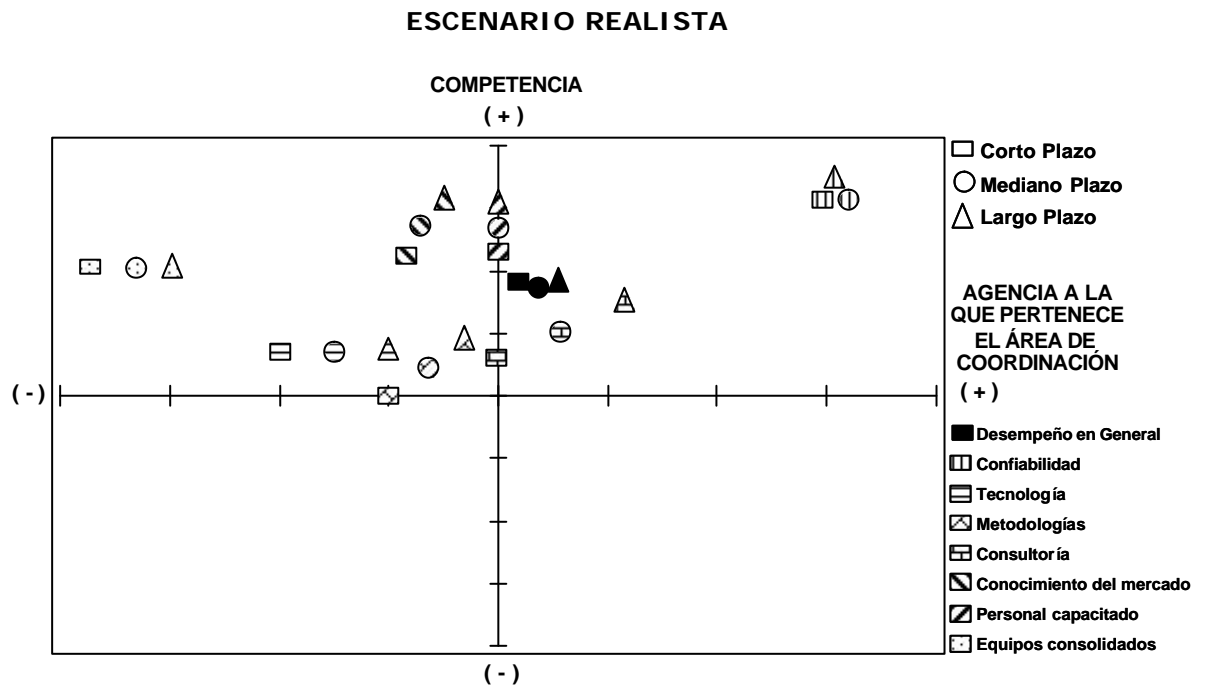 ESCENARIO REALISTA
COMPETENCIA
(+)
Corto Plazo
Mediano Plazo
Largo Plazo
AGENCIA A LA
QUE PERTENECE
EL ÁREA DE
COORDINACIÓN
(-)
(+)
Desempeño en General
Confiabilidad
Tecnología
Metodologías
Consultoría
Conocimiento del mercado
Personal capacitado
Equipos consolidados
(-)